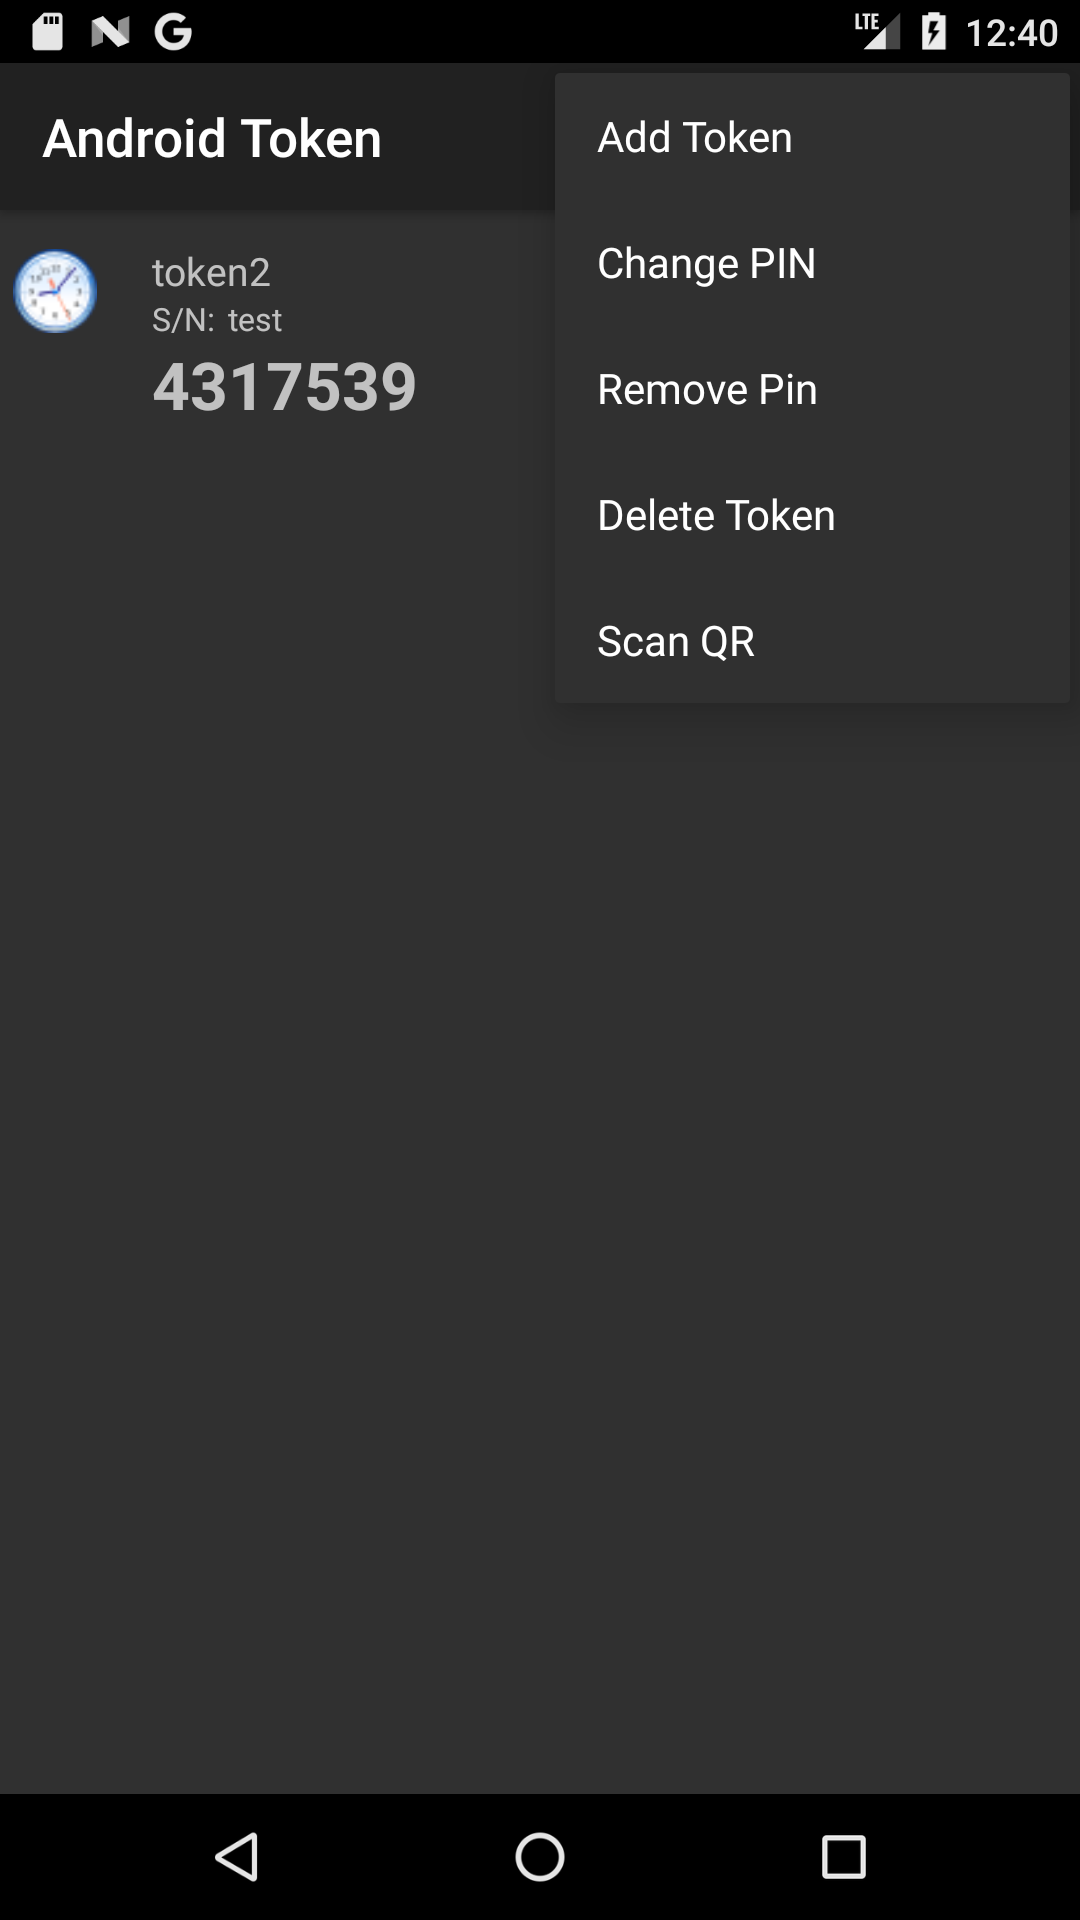 LTE 12:40
Android Token
Add Token
Change PIN
Remove Pin
Delete Token
Scan QR
token2
S/N: test
4317539